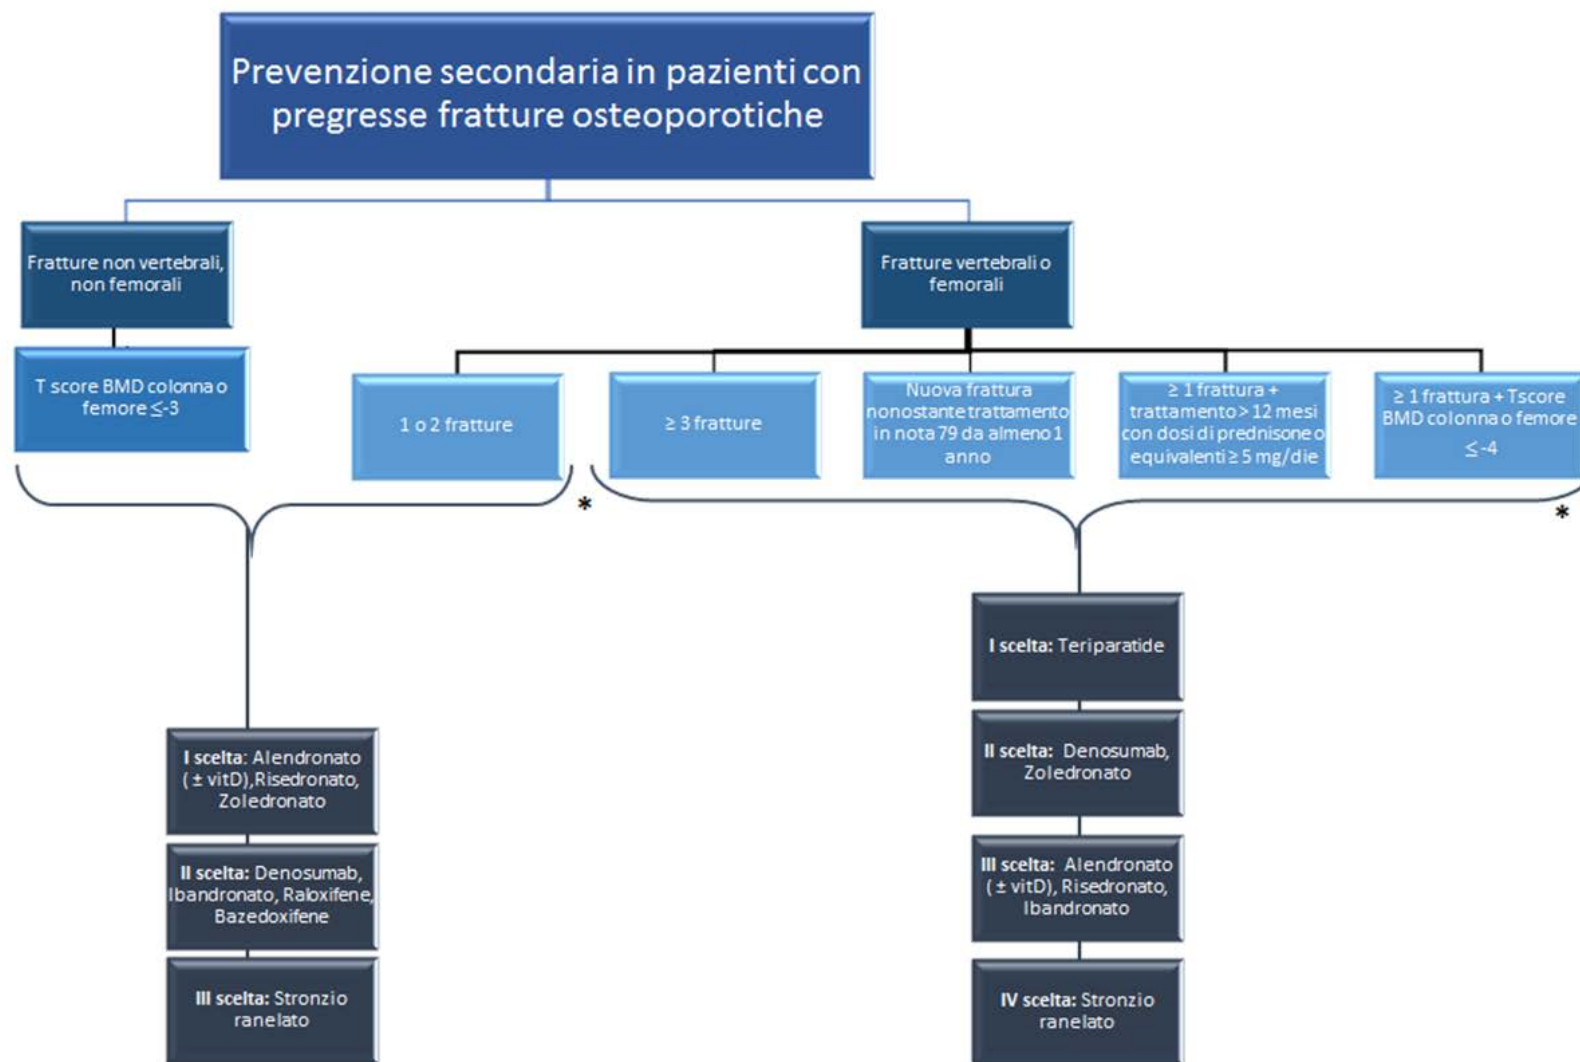 Prevenzione secondaria in pazienti con
pregresse fratture osteoporotiche
Fratture non vertebrali,
non femorali
Fratture vertebrali o
femorali
T score BMD colonna o
femore ≤-3
1 o 2 fratture
≥ 3 fratture
Nuova frattura
nonostante trattamento
in nota 79 da almeno 1
anno
≥ 1 frattura +
trattamento > 12 mesi
con dosi di prednisone o
equivalenti ≥ 5 mg/die
≥ 1 frattura + Tscore
BMD colonna o femore
≤ -4
*
*
I scelta: Alendronato
( ± vitD),Risedronato,
Zoledronato
II scelta: Denosumab,
Ibandronato, Raloxifene,
Bazedoxifene
III scelta: Stronzio
ranelato
I scelta: Teriparatide
II scelta: Denosumab,
Zoledronato
III scelta: Alendronato
( ± vitD), Risedronato,
Ibandronato
IV scelta: Stronzio
ranelato